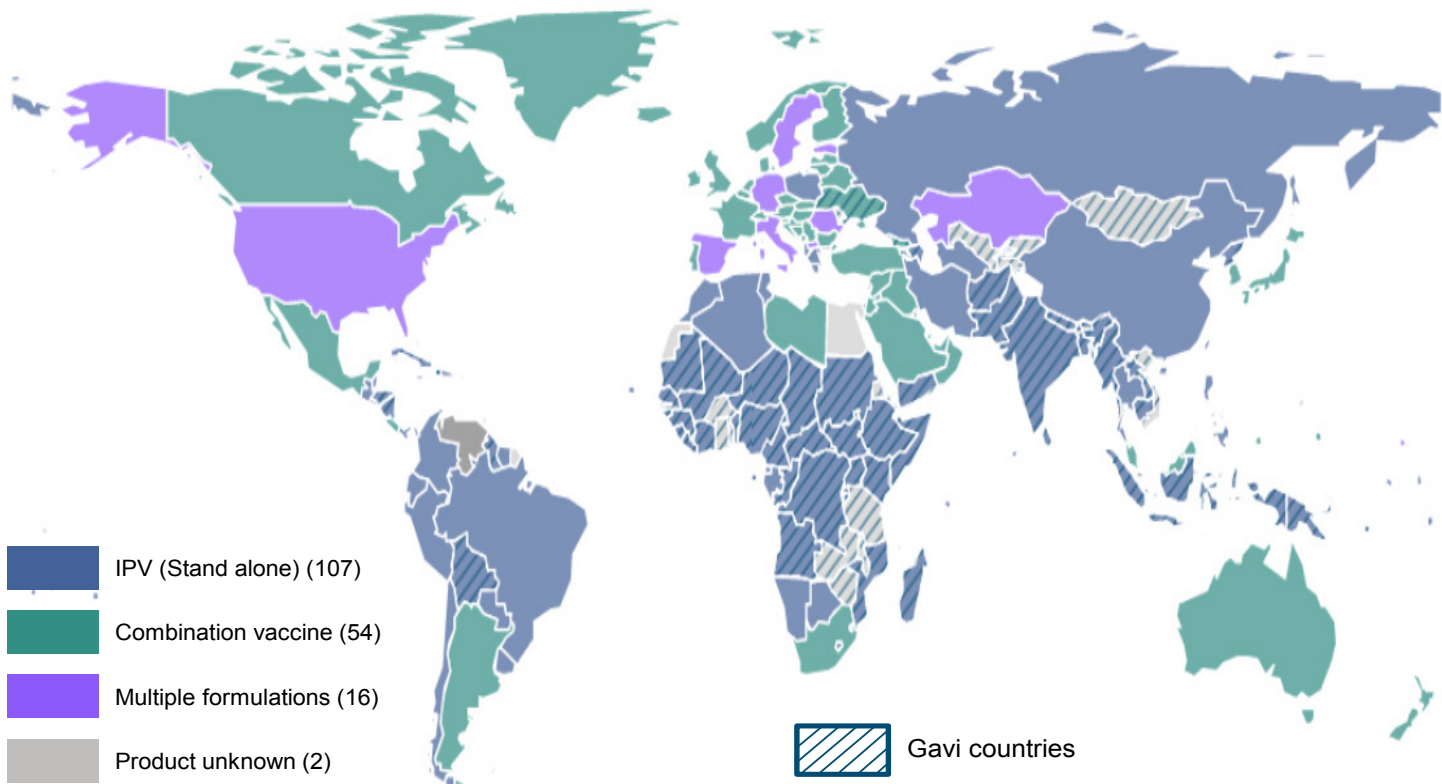 IPV (Stand alone) (107)
Combination vaccine (54)
Multiple formulations (16)
Product unknown (2)
Gavi countries